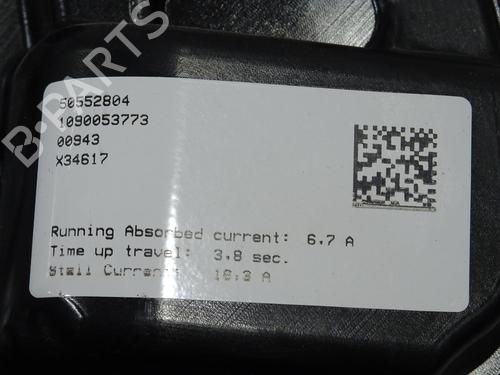 50552804
1090053773
00943
X34617
B-PARTS
Running Absorbed current: 6,7 A
Time up travel: 3,8 sec.
Stall Current: 18,3 A